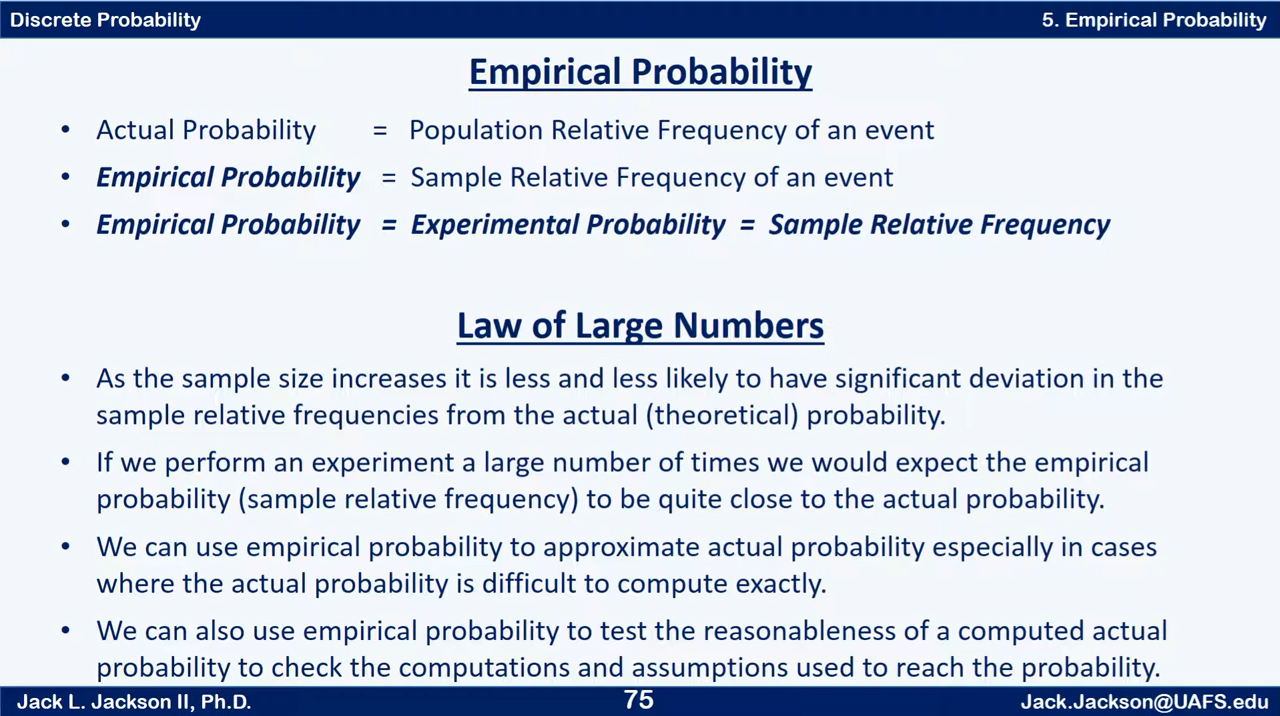 Discrete Probability
5. Empirical Probability
Empirical Probability
• Actual Probability = Population Relative Frequency of an event
• Empirical Probability = Sample Relative Frequency of an event
• Empirical Probability = Experimental Probability = Sample Relative Frequency
Law of Large Numbers
• As the sample size increases it is less and less likely to have significant deviation in the
sample relative frequencies from the actual (theoretical) probability.
• If we perform an experiment a large number of times we would expect the empirical
probability (sample relative frequency) to be quite close to the actual probability.
• We can use empirical probability to approximate actual probability especially in cases
where the actual probability is difficult to compute exactly.
• We can also use empirical probability to test the reasonableness of a computed actual
probability to check the computations and assumptions used to reach the probability.
Jack L. Jackson II, Ph.D.
75
Jack.Jackson@UAFS.edu